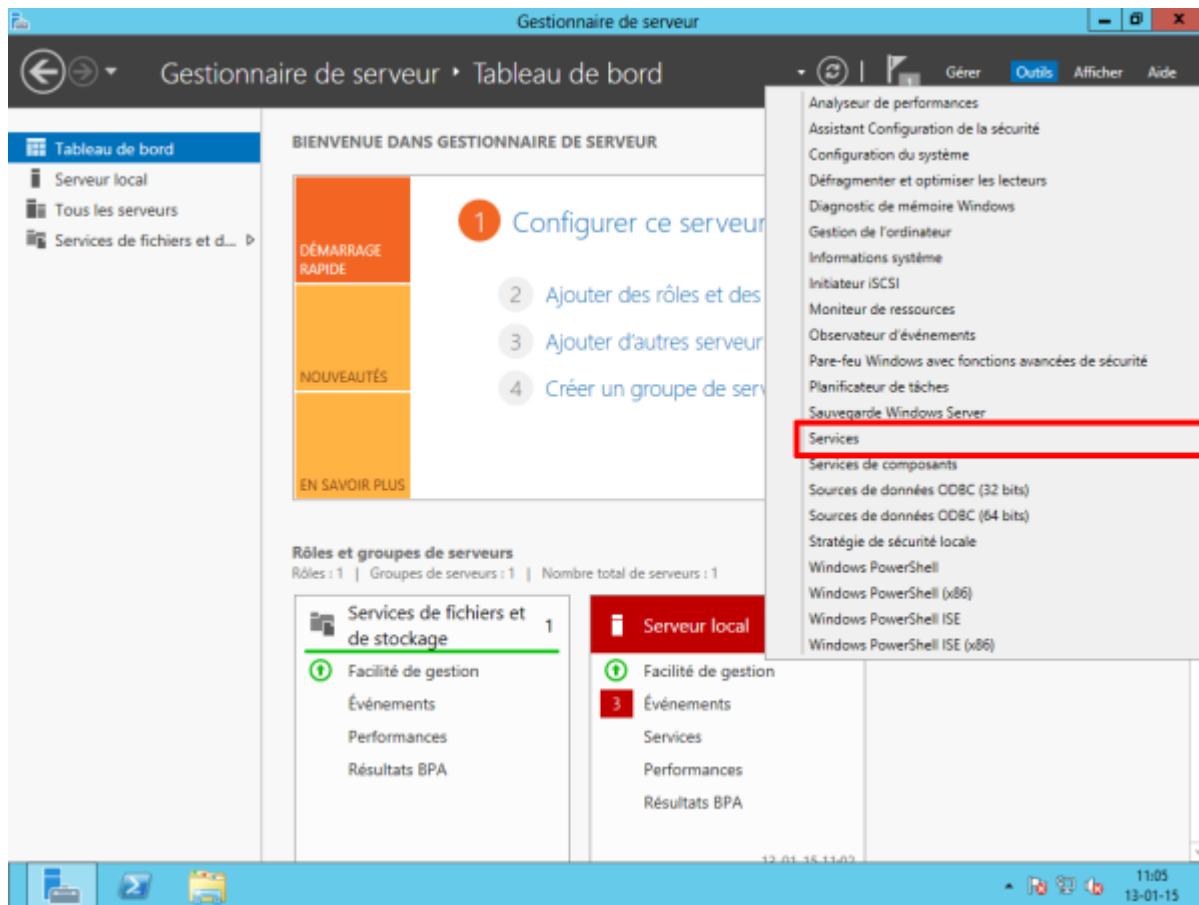 Gestionnaire de serveur
Gestionnaire de serveur ‣ Tableau de bord
1
Gérer
Outils
Afficher
Aide
Tableau de bord
Serveur local
Tous les serveurs
Services de fichiers et d...
BIENVENUE DANS GESTIONNAIRE DE SERVEUR
DÉMARRAGE
RAPIDE
NOUVEAUTÉS
EN SAVOIR PLUS
1 Configurer ce serveur
2 Ajouter des rôles et des
3 Ajouter d'autres serveur
4 Créer un groupe de serv
Analyseur de performances
Assistant Configuration de la sécurité
Configuration du système
Défragmenter et optimiser les lecteurs
Diagnostic de mémoire Windows
Gestion de l'ordinateur
Informations système
Initiateur iSCSI
Moniteur de ressources
Observateur d'événements
Pare-feu Windows avec fonctions avancées de sécurité
Planificateur de tâches
Sauvegarde Windows Server
Services
Services de composants
Sources de données ODBC (32 bits)
Sources de données ODBC (64 bits)
Stratégie de sécurité locale
Windows PowerShell
Windows PowerShell (x86)
Windows PowerShell ISE
Windows PowerShell ISE (x86)
Rôles et groupes de serveurs
Rôles : 1 | Groupes de serveurs : 1 | Nombre total de serveurs : 1
Services de fichiers et
de stockage
1
Facilité de gestion
Événements
Performances
Résultats BPA
Serveur local
Facilité de gestion
3 Événements
Services
Performances
Résultats BPA
13-01-15 11:02
11:05
13-01-15